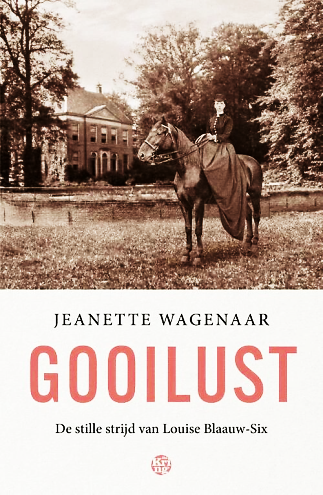 JEANETTE WAGENAAR
GOOILUST
De stille strijd van Louise Blaauw-Six